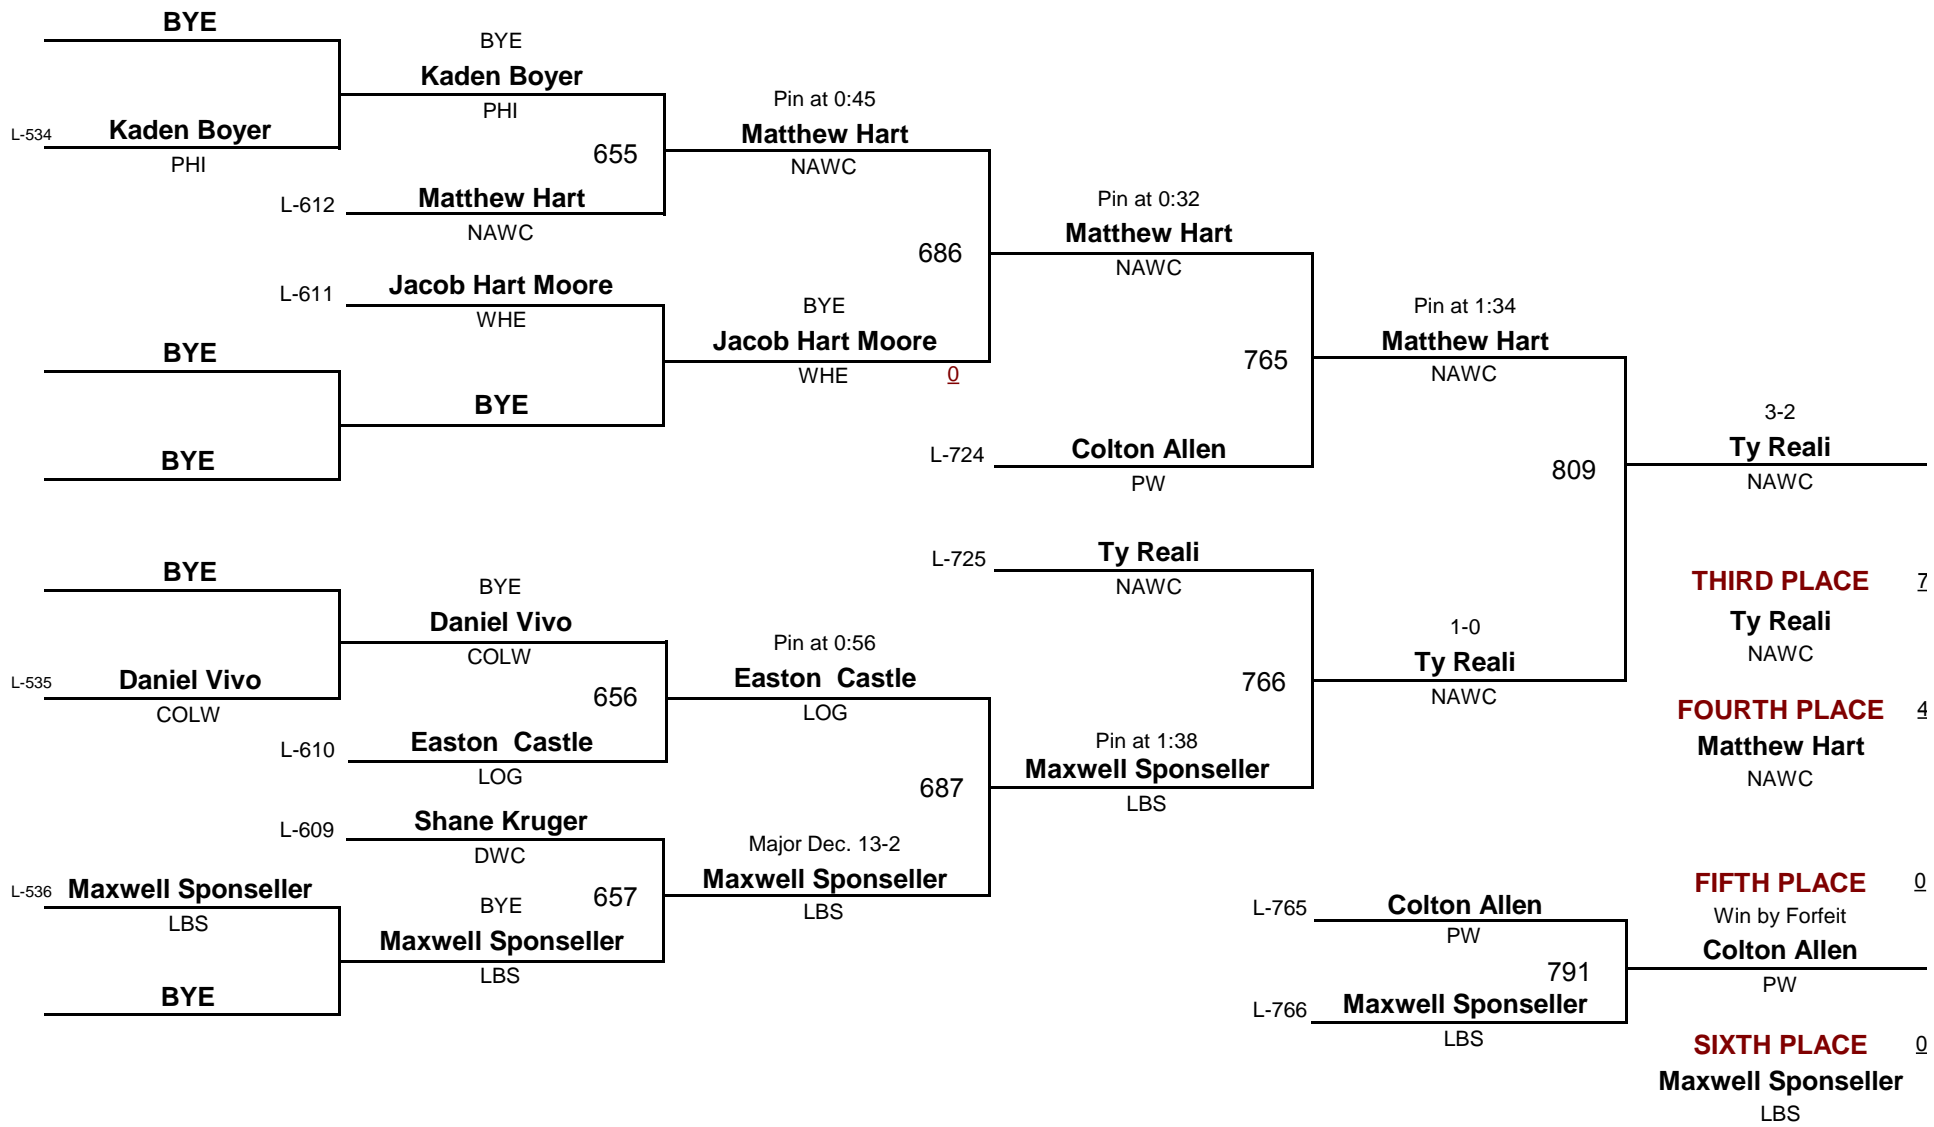 BYE
L-534 Kaden Boyer
PHI
BYE
BYE
BYE
L-535 Daniel Vivo
COLW
L-536 Maxwell Sponseller
LBS
BYE
BYE
Kaden Boyer
PHI
655
L-612 Matthew Hart
NAWC
L-611 Jacob Hart Moore
WHE
BYE
BYE
Daniel Vivo
COLW
656
L-610 Easton  Castle
LOG
L-609 Shane Kruger
DWC
657
BYE
Maxwell Sponseller
LBS
Pin at 0:45
Matthew Hart
NAWC
686
BYE
Jacob Hart Moore
WHE 0
Pin at 0:56
Easton  Castle
LOG
687
Major Dec. 13-2
Maxwell Sponseller
LBS
Pin at 0:32
Matthew Hart
NAWC
765
L-724 Colton Allen
PW
L-725 Ty Reali
NAWC
766
Pin at 1:38
Maxwell Sponseller
LBS
Pin at 1:34
Matthew Hart
NAWC
809
1-0
Ty Reali
NAWC
L-765 Colton Allen
PW
791
L-766 Maxwell Sponseller
LBS
3-2
Ty Reali
NAWC
THIRD PLACE 7
Ty Reali
NAWC
FOURTH PLACE 4
Matthew Hart
NAWC
FIFTH PLACE 0
Win by Forfeit
Colton Allen
PW
SIXTH PLACE 0
Maxwell Sponseller
LBS